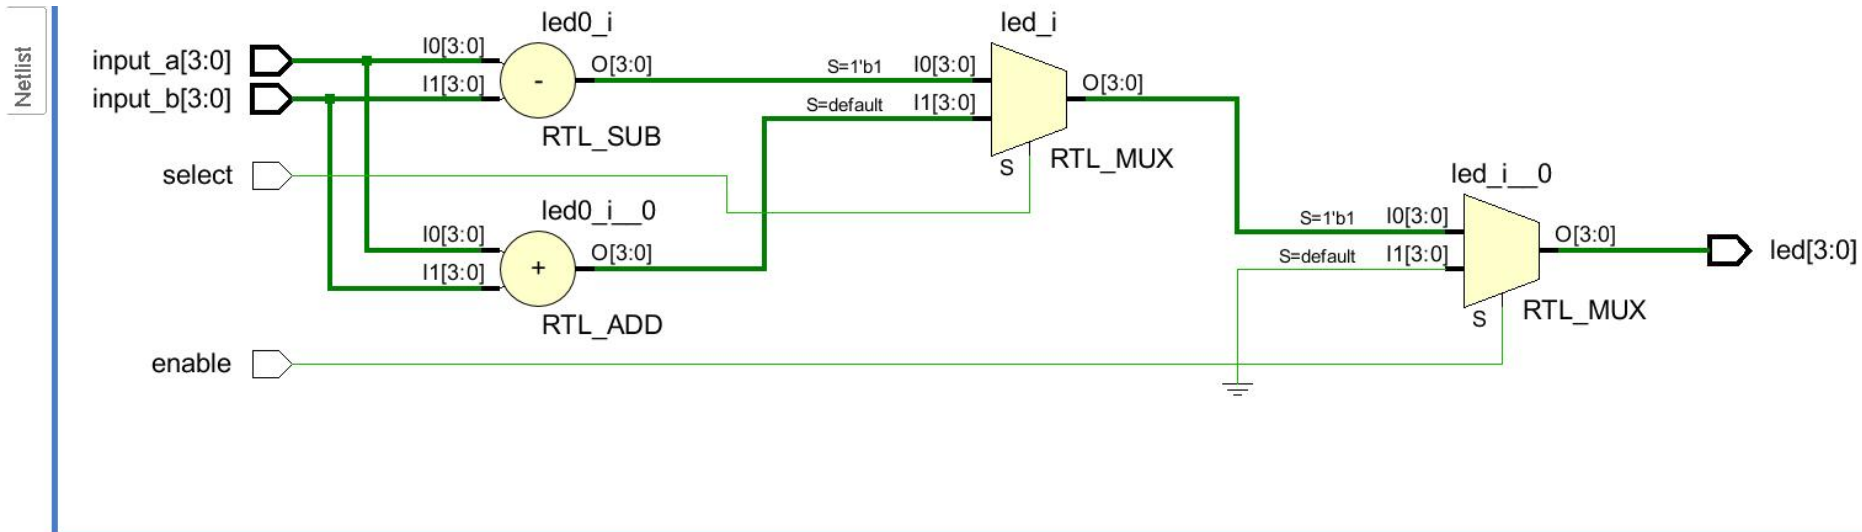 Netlist
input_a[3:0]
input_b[3:0]
select
enable
led0_i
I0[3:0]
I1[3:0]
-
O[3:0]
RTL_SUB
led0_i__0
I0[3:0]
I1[3:0]
+
O[3:0]
RTL_ADD
led_i
S=1'b1 I0[3:0]
S=default I1[3:0]
O[3:0]
S
RTL_MUX
led_i__0
S=1'b1 I0[3:0]
S=default I1[3:0]
O[3:0]
S
RTL_MUX
led[3:0]